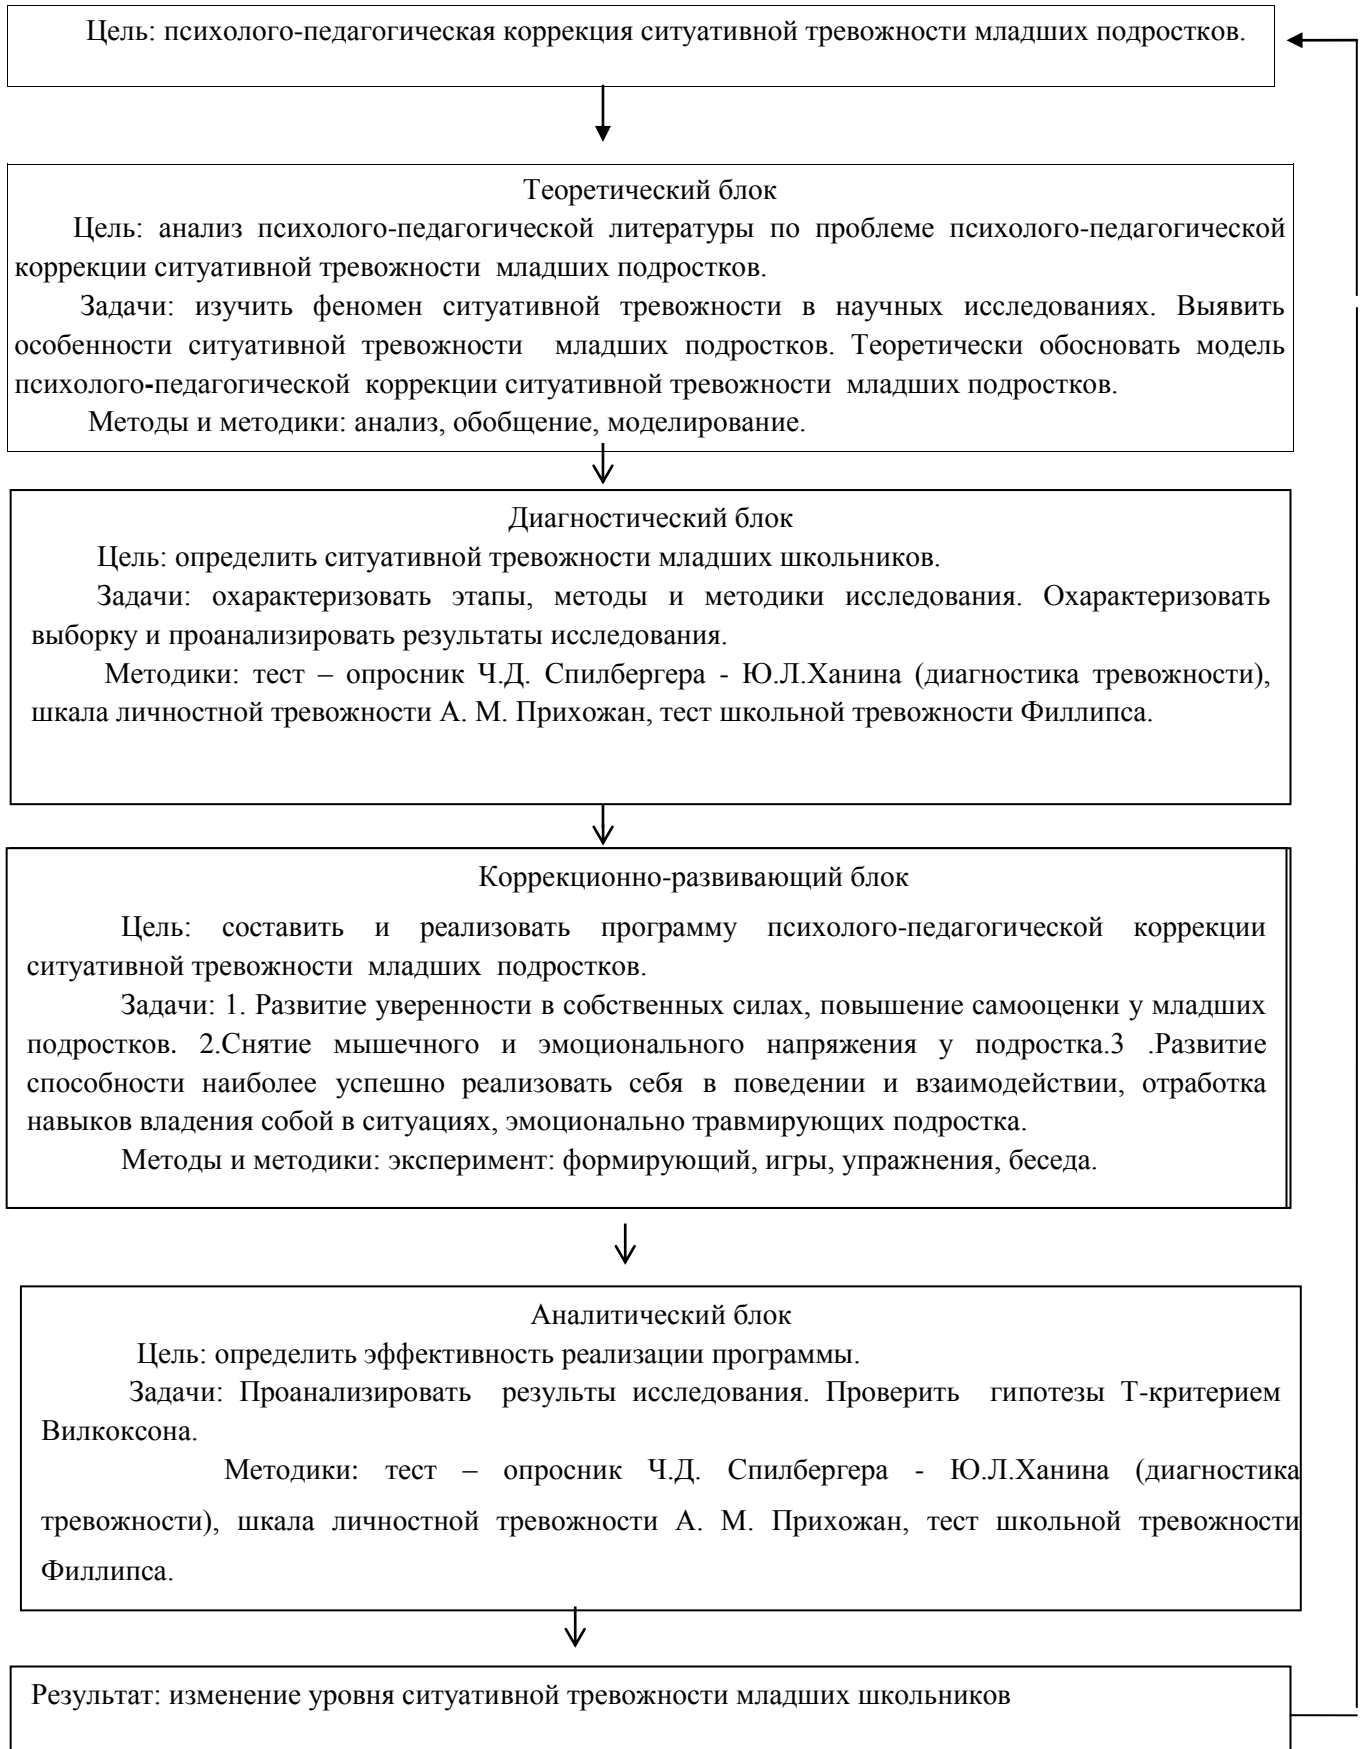 Цель: психолого-педагогическая коррекция ситуативной тревожности младших подростков.
Теоретический блок
Цель: анализ психолого-педагогической литературы по проблеме психолого-педагогической
коррекции ситуативной тревожности младших подростков.
Задачи: изучить феномен ситуативной тревожности в научных исследованиях. Выявить
особенности ситуативной тревожности младших подростков. Теоретически обосновать модель
психолого-педагогической коррекции ситуативной тревожности младших подростков.
Методы и методики: анализ, обобщение, моделирование.
Диагностический блок
Цель: определить ситуативной тревожности младших школьников.
Задачи: охарактеризовать этапы, методы и методики исследования. Охарактеризовать
выборку и проанализировать результаты исследования.
Методики: тест – опросник Ч.Д. Спилбергера - Ю.Л.Ханина (диагностика тревожности),
шкала личностной тревожности А. М. Прихожан, тест школьной тревожности Филлипса.
Коррекционно-развивающий блок
Цель: составить и реализовать программу психолого-педагогической коррекции
ситуативной тревожности младших подростков.
Задачи: 1. Развитие уверенности в собственных силах, повышение самооценки у младших
подростков. 2.Снятие мышечного и эмоционального напряжения у подростка.3 .Развитие
способности наиболее успешно реализовать себя в поведении и взаимодействии, отработка
навыков владения собой в ситуациях, эмоционально травмирующих подростка.
Методы и методики: эксперимент: формирующий, игры, упражнения, беседа.
Аналитический блок
Цель: определить эффективность реализации программы.
Задачи: Проанализировать результы исследования. Проверить гипотезы Т-критерием
Вилкоксона.
Методики: тест – опросник Ч.Д. Спилбергера - Ю.Л.Ханина (диагностика
тревожности), шкала личностной тревожности А. М. Прихожан, тест школьной тревожности
Филлипса.
Результат: изменение уровня ситуативной тревожности младших школьников